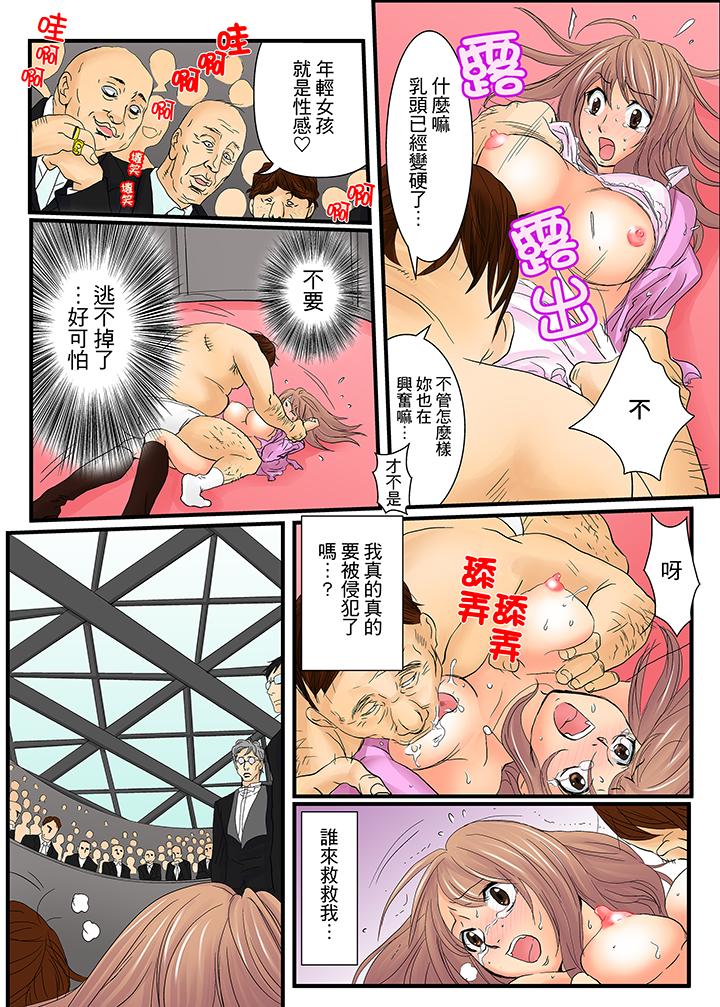 露
什麼嘛
乳頭已經變硬了…
露出
不
不管怎麼樣
妳也在
興奮嘛…
才不是
年輕女孩
就是性感♡
哇
啊
啊
哇
啊
啊
啊
啊
壞笑
壞笑
不要
逃不掉了
…好可怕
呀
舔弄
舔弄
我真的真的
要被侵犯了
嗎…？
誰來救救我…